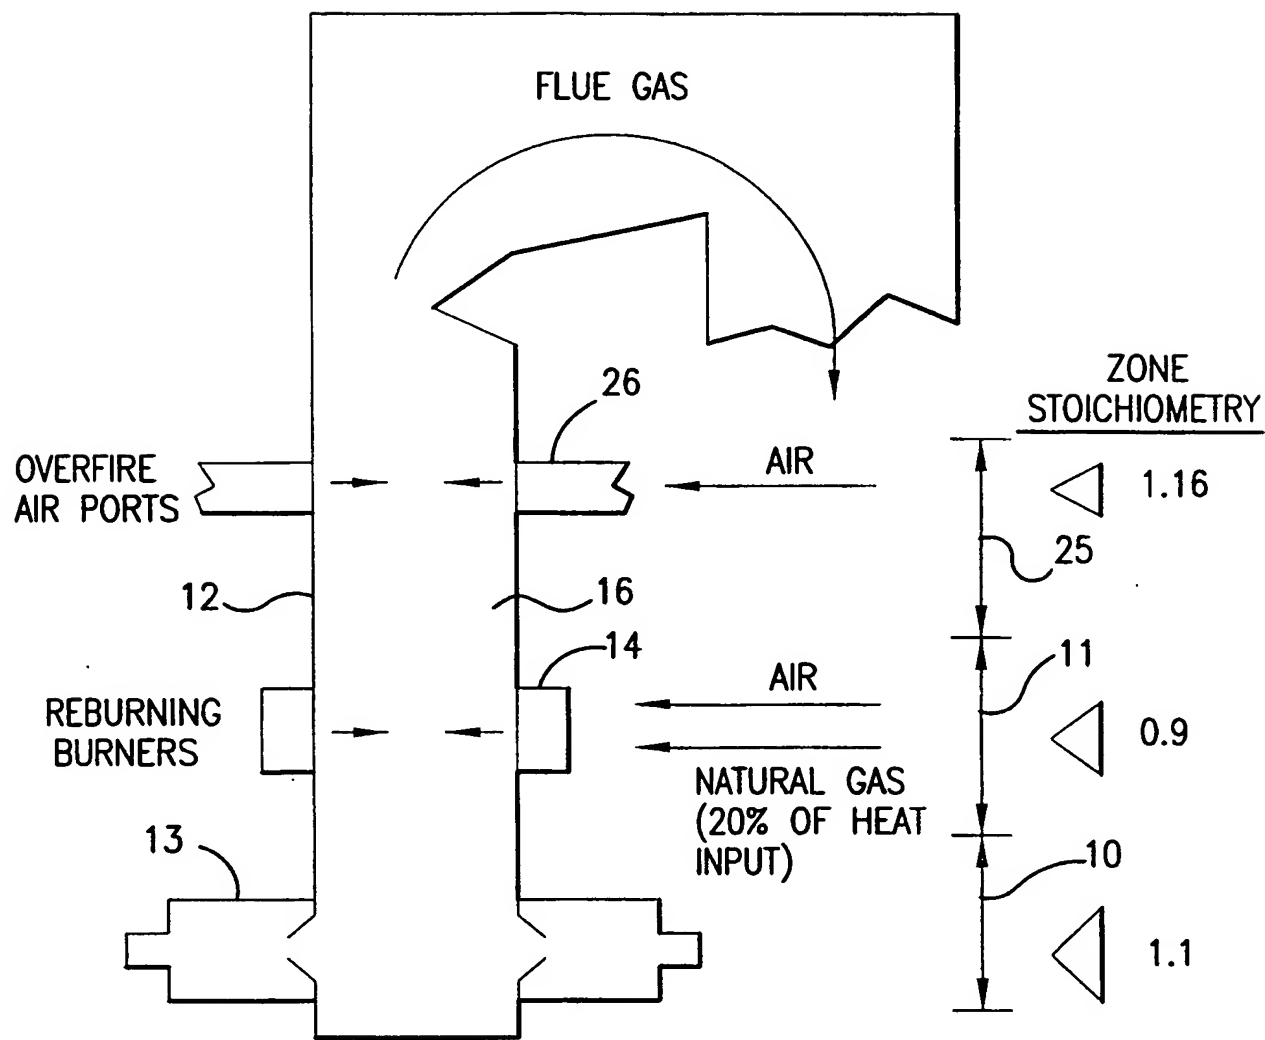 FLUE GAS
ZONE
STOICHIOMETRY
26
OVERFIRE
AIR PORTS
AIR
1.16
25
12
16
14
11
REBURNING
BURNERS
AIR
0.9
NATURAL GAS
(20% OF HEAT
INPUT)
13
10
1.1